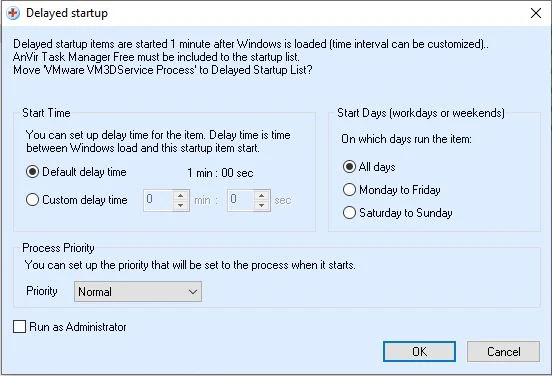 Delayed startup
Delayed startup items are started 1 minute after Windows is loaded (time interval can be customized)..
AnVir Task Manager Free must be included to the startup list.
Move 'VMware VM3DService Process' to Delayed Startup List?
Start Time
You can set up delay time for the item. Delay time is time
between Windows load and this startup item start.
Default delay time 1 min : 00 sec
Custom delay time 0 min : 0 sec
Start Days (workdays or weekends)
On which days run the item:
All days
Monday to Friday
Saturday to Sunday
Process Priority
You can set up the priority that will be set to the process when it starts.
Priority Normal
Run as Administrator
OK Cancel